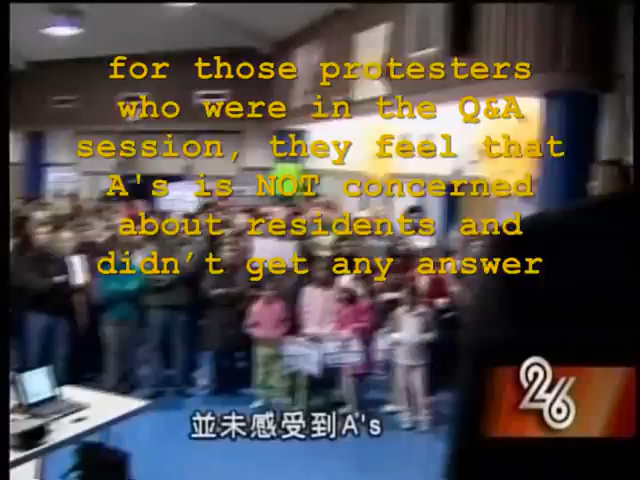 for those protesters
who were in the Q&A
session, they feel that
A's is NOT concerned
about residents and
didn't get any answer
26
並未感受到A's